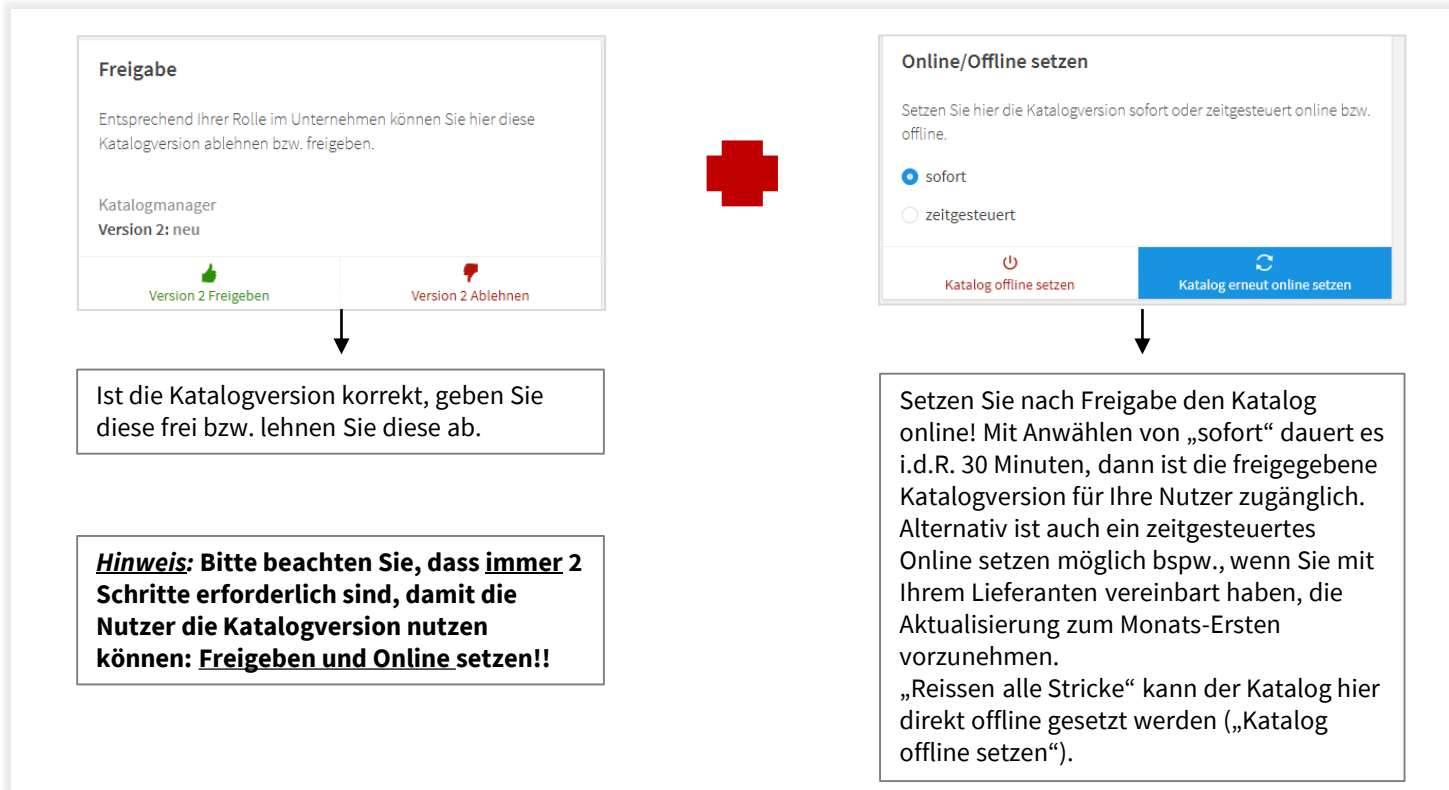 Freigabe
Entsprechend Ihrer Rolle im Unternehmen können Sie hier diese
Katalogversion ablehnen bzw. freigeben.
Katalogmanager
Version 2: neu
Version 2 Freigeben
Version 2 Ablehnen
Ist die Katalogversion korrekt, geben Sie
diese frei bzw. lehnen Sie diese ab.
Hinweis: Bitte beachten Sie, dass immer 2
Schritte erforderlich sind, damit die
Nutzer die Katalogversion nutzen
können: Freigeben und Online setzen!!
Online/Offline setzen
Setzen Sie hier die Katalogversion sofort oder zeitgesteuert online bzw.
offline.
sofort
zeitgesteuert
Katalog offline setzen
Katalog erneut online setzen
Setzen Sie nach Freigabe den Katalog
online! Mit Anwählen von „sofort“ dauert es
i.d.R. 30 Minuten, dann ist die freigegebene
Katalogversion für Ihre Nutzer zugänglich.
Alternativ ist auch ein zeitgesteuertes
Online setzen möglich bspw., wenn Sie mit
Ihrem Lieferanten vereinbart haben, die
Aktualisierung zum Monats-Ersten
vorzunehmen.
„Reissen alle Stricke“ kann der Katalog hier
direkt offline gesetzt werden („Katalog
offline setzen“).